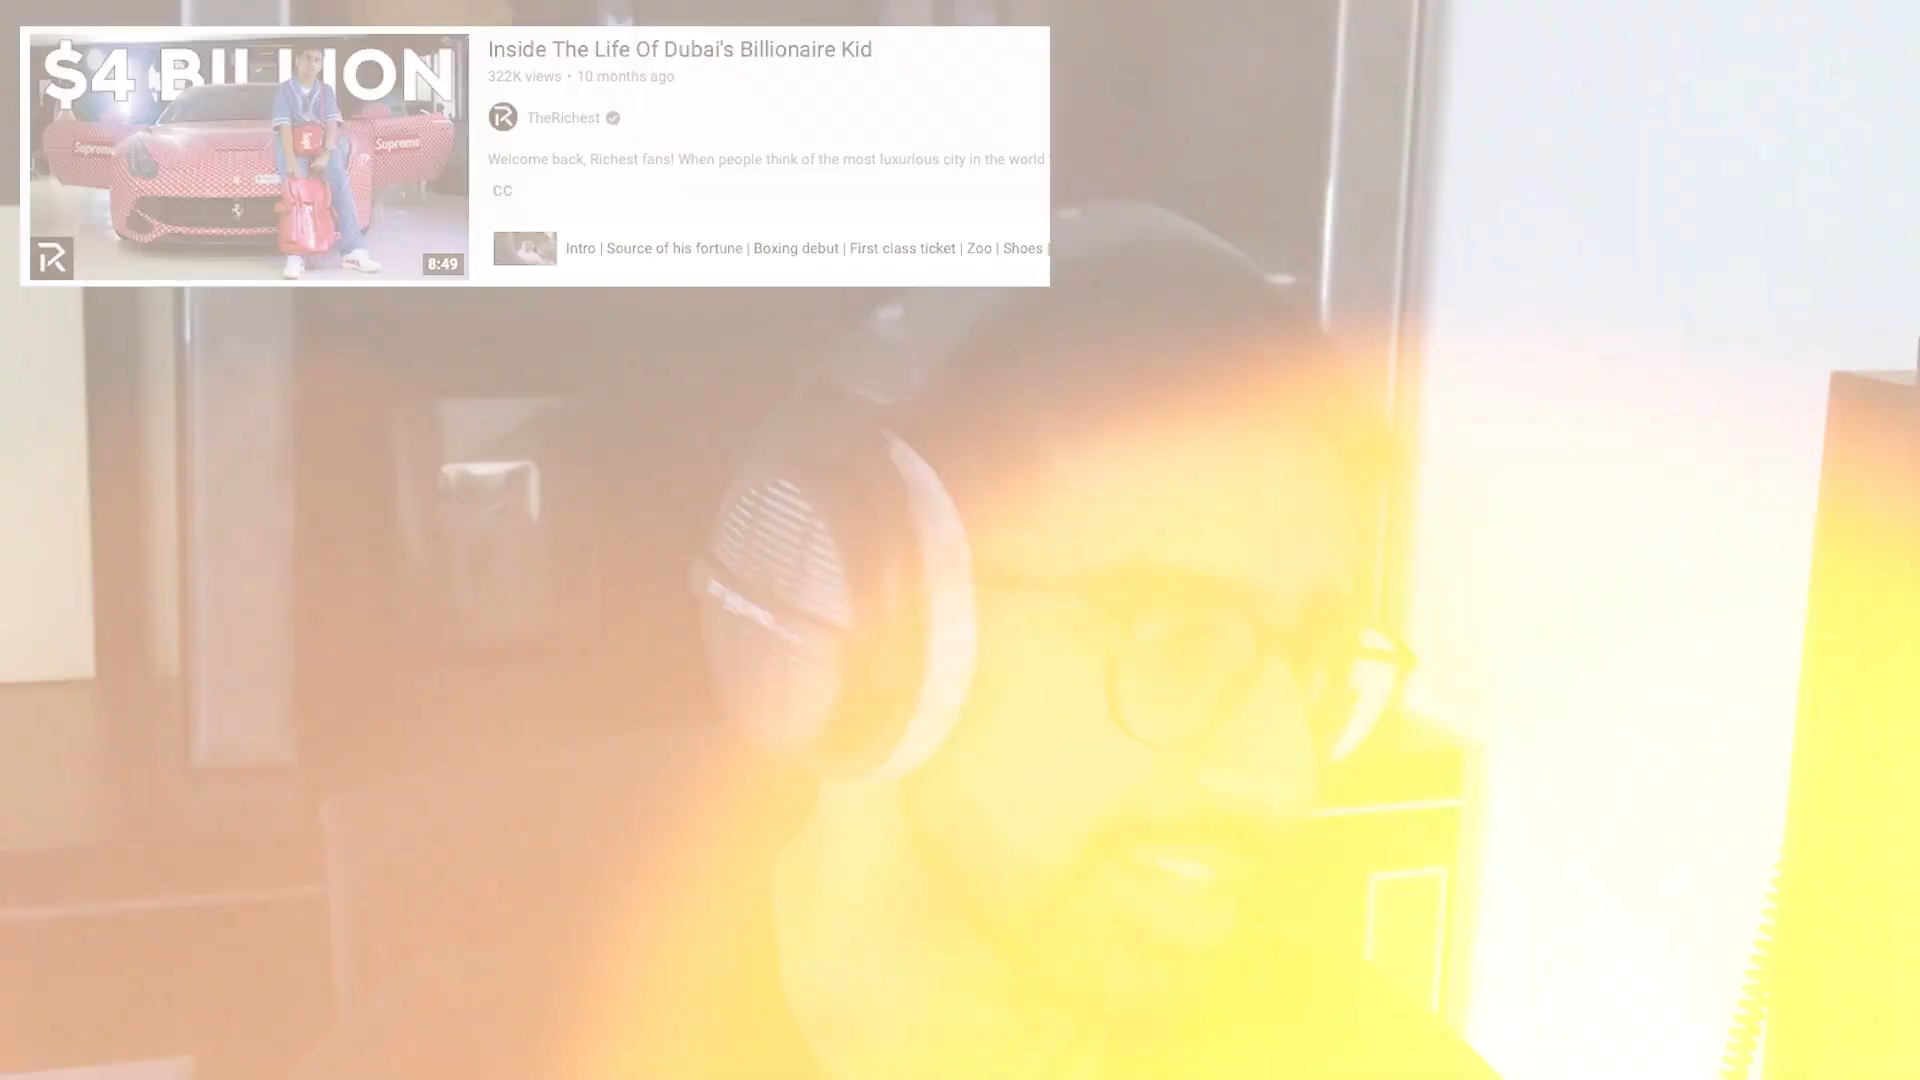 $4 BILLION
Supreme
Supreme
8:49
Inside The Life Of Dubai's Billionaire Kid
322K views • 10 months ago
TheRichest
Welcome back, Richest fans! When people think of the most luxurious city in the world
CC
Intro | Source of his fortune | Boxing debut | First class ticket | Zoo | Shoes |